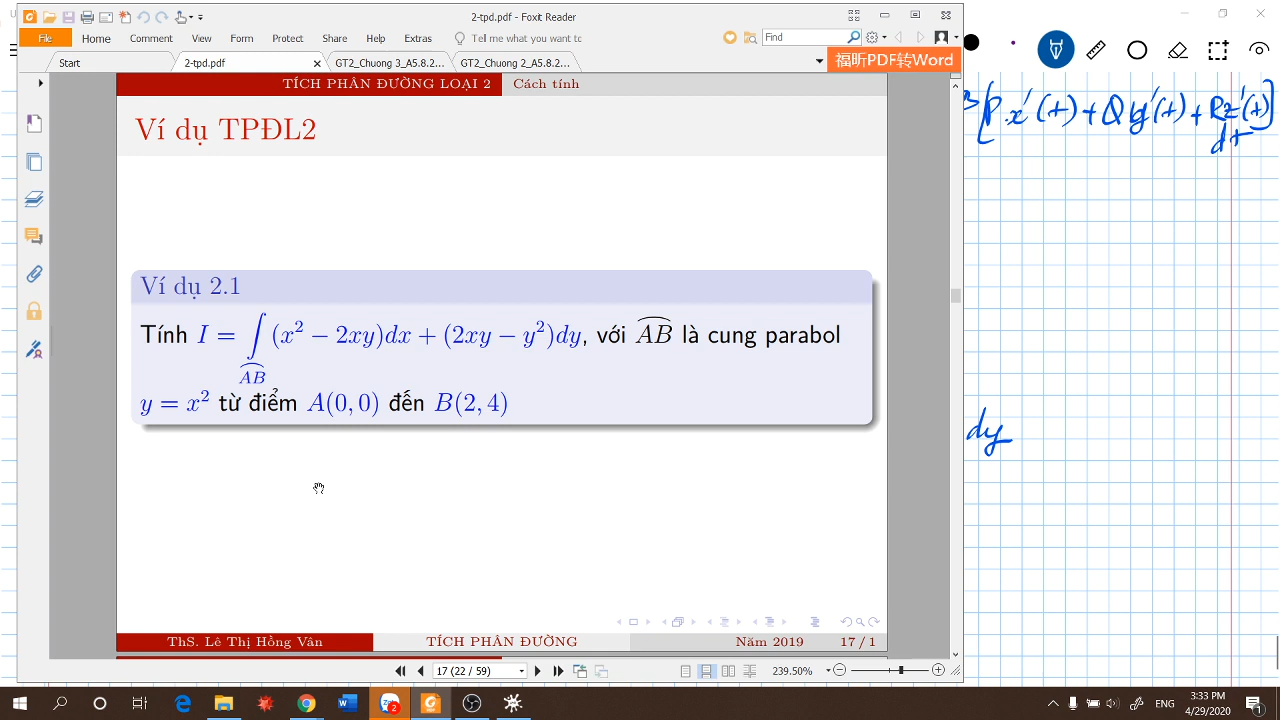 2-tpd.pdf - Foxit Reader
File Home Comment View Form Protect Share Help Extras Tell me what you want to Find
Start .pdf GT2_Chuong 3_A5.8.2... GT2_Chuong 2_A5.8.2... 福昕PDF转Word
TÍCH PHÂN ĐƯỜNG LOẠI 2 Cách tính
Ví dụ TPĐL2
P.x'(t) + Qy'(t) + Rz'(t)]
dt
Ví dụ 2.1
Tính I = ∫ (x² − 2xy)dx + (2xy − y²)dy, với AB là cung parabol
AB
y = x² từ điểm A(0, 0) đến B(2, 4)
dy
ThS. Lê Thị Hồng Vân TÍCH PHÂN ĐƯỜNG Năm 2019 17 / 1
17 (22 / 59) 239.50%
3:33 PM
ENG
4/29/2020